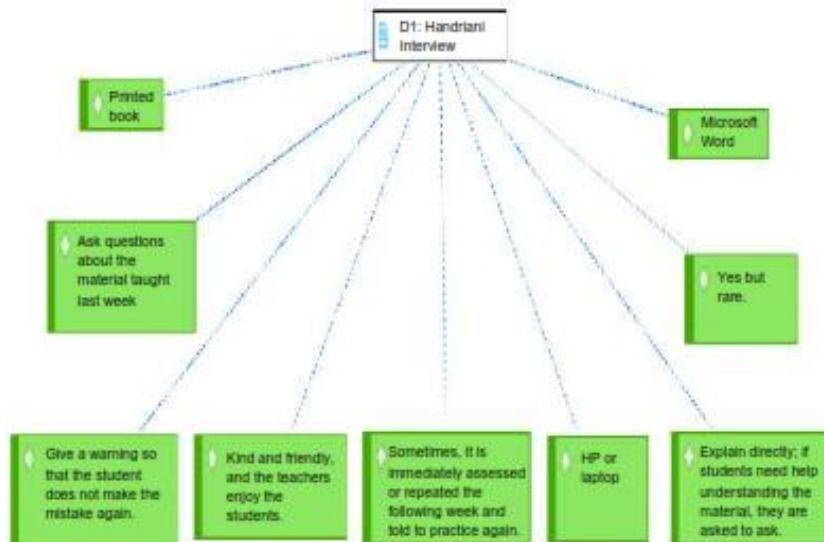 D1: Handriani
Interview
Printed
book
Microsoft
Word
Ask questions
about the
material taught
last week
Yes but
rare.
Give a warning so
that the student
does not make the
mistake again.
Kind and friendly,
and the teachers
enjoy the
students.
Sometimes, it is
immediately assessed
or repeated the
following week and
told to practice again.
HP or
laptop
Explain directly; if
students need help
understanding the
material, they are
asked to ask.